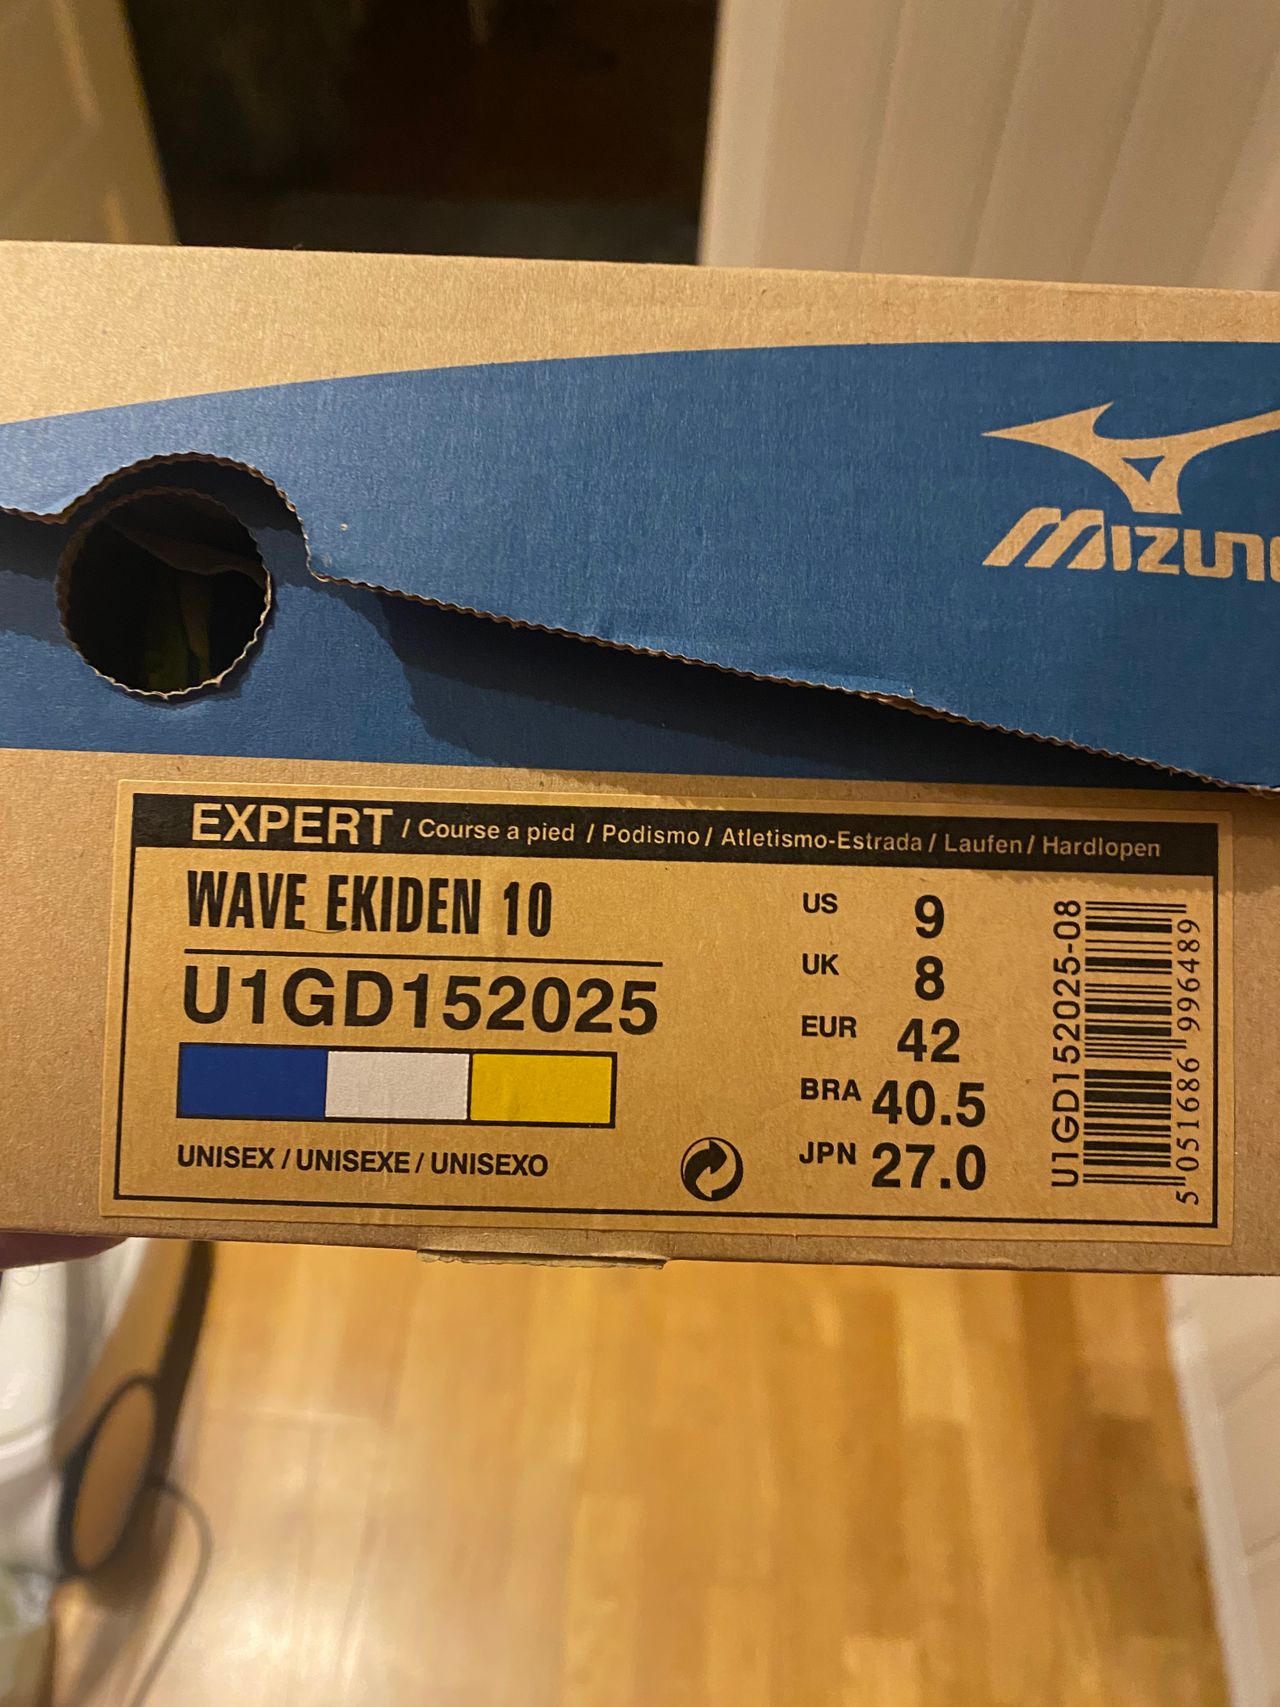 MIZUNO
EXPERT / Course a pied / Podismo / Atletismo-Estrada / Laufen / Hardlopen
WAVE EKIDEN 10
U1GD152025
UNISEX / UNISEXE / UNISEXO
US 9
UK 8
EUR 42
BRA 40.5
JPN 27.0
U1GD152025-08
5 051686 996489